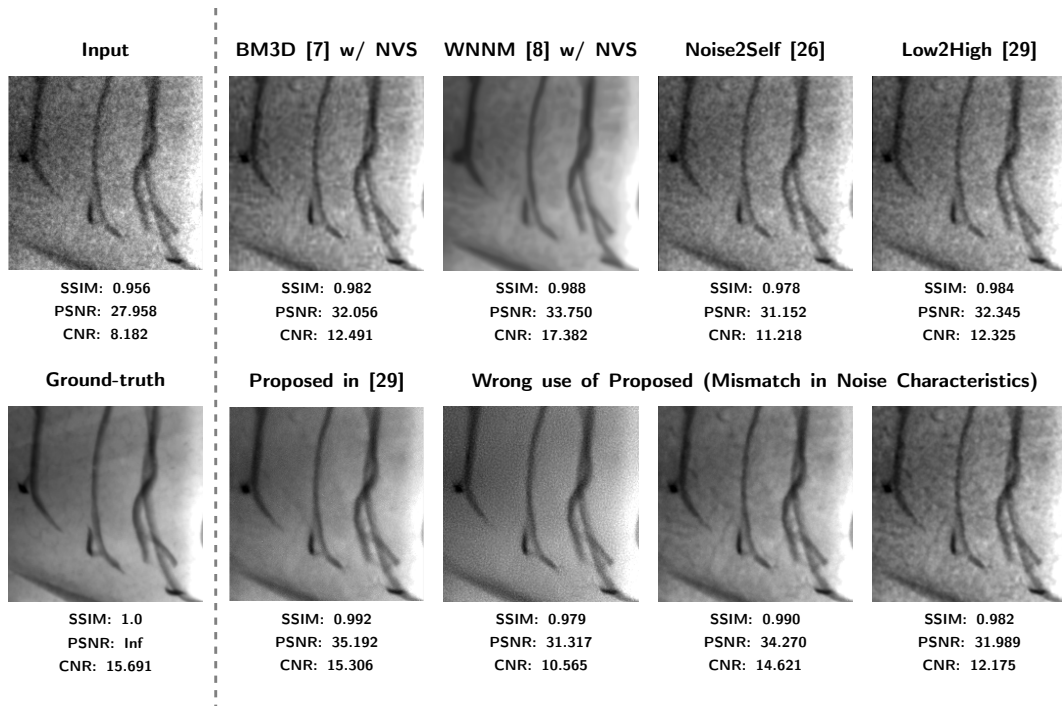 Input
BM3D [7] w/ NVS
WNNM [8] w/ NVS
Noise2Self [26]
Low2High [29]
SSIM: 0.956
PSNR: 27.958
CNR: 8.182
SSIM: 0.982
PSNR: 32.056
CNR: 12.491
SSIM: 0.988
PSNR: 33.750
CNR: 17.382
SSIM: 0.978
PSNR: 31.152
CNR: 11.218
SSIM: 0.984
PSNR: 32.345
CNR: 12.325
Ground-truth
Proposed in [29]
Wrong use of Proposed (Mismatch in Noise Characteristics)
SSIM: 1.0
PSNR: Inf
CNR: 15.691
SSIM: 0.992
PSNR: 35.192
CNR: 15.306
SSIM: 0.979
PSNR: 31.317
CNR: 10.565
SSIM: 0.990
PSNR: 34.270
CNR: 14.621
SSIM: 0.982
PSNR: 31.989
CNR: 12.175